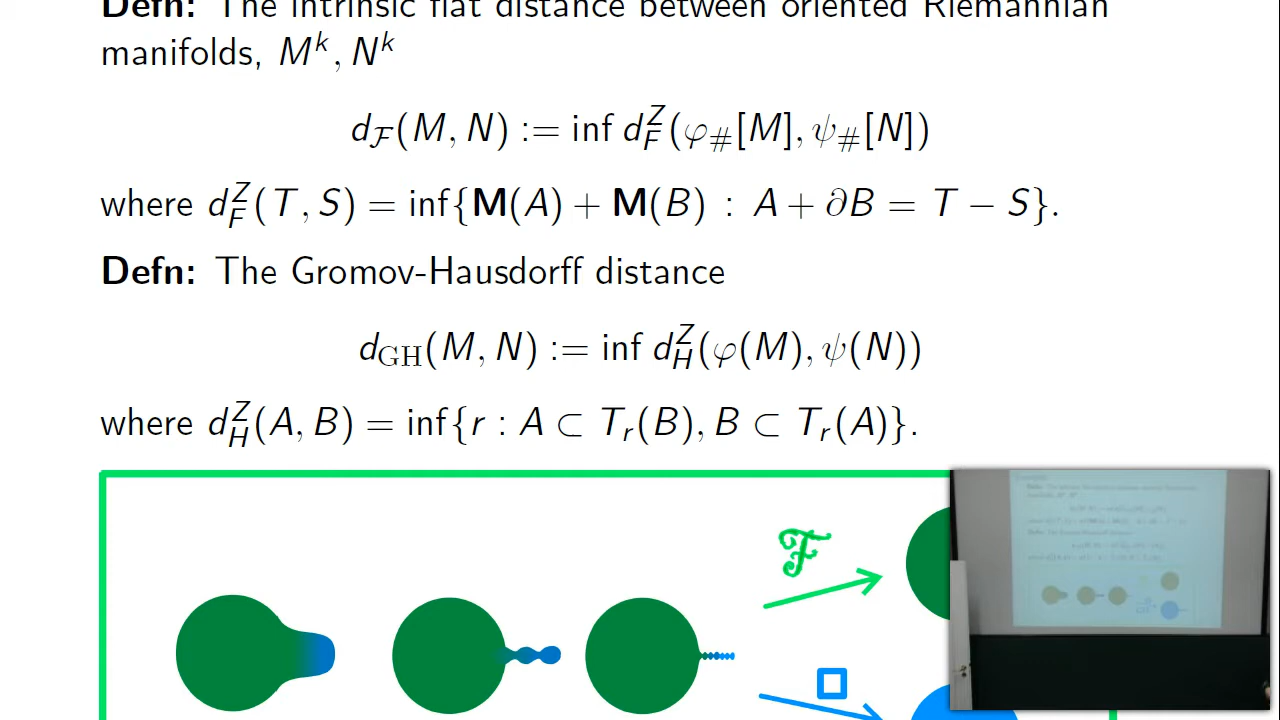 Defn: The intrinsic flat distance between oriented Riemannian
manifolds, M^k, N^k
d_ℱ(M, N) := inf d_F^Z(φ_#[M], ψ_#[N])
where d_F^Z(T, S) = inf{M(A) + M(B) : A + ∂B = T − S}.
Defn: The Gromov-Hausdorff distance
d_GH(M, N) := inf d_H^Z(φ(M), ψ(N))
where d_H^Z(A, B) = inf{r : A ⊂ T_r(B), B ⊂ T_r(A)}.
ℱ